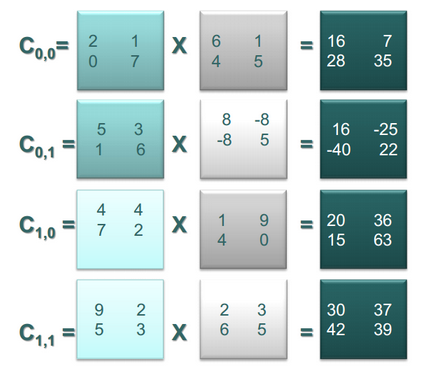 C0,0= 2 1 X 6 1 = 16 7
0 7 4 5 28 35
C0,1= 5 3 X 8 -8 = 16 -25
1 6 -8 5 -40 22
C1,0= 4 4 X 1 9 = 20 36
7 2 4 0 15 63
C1,1= 9 2 X 2 3 = 30 37
5 3 6 5 42 39